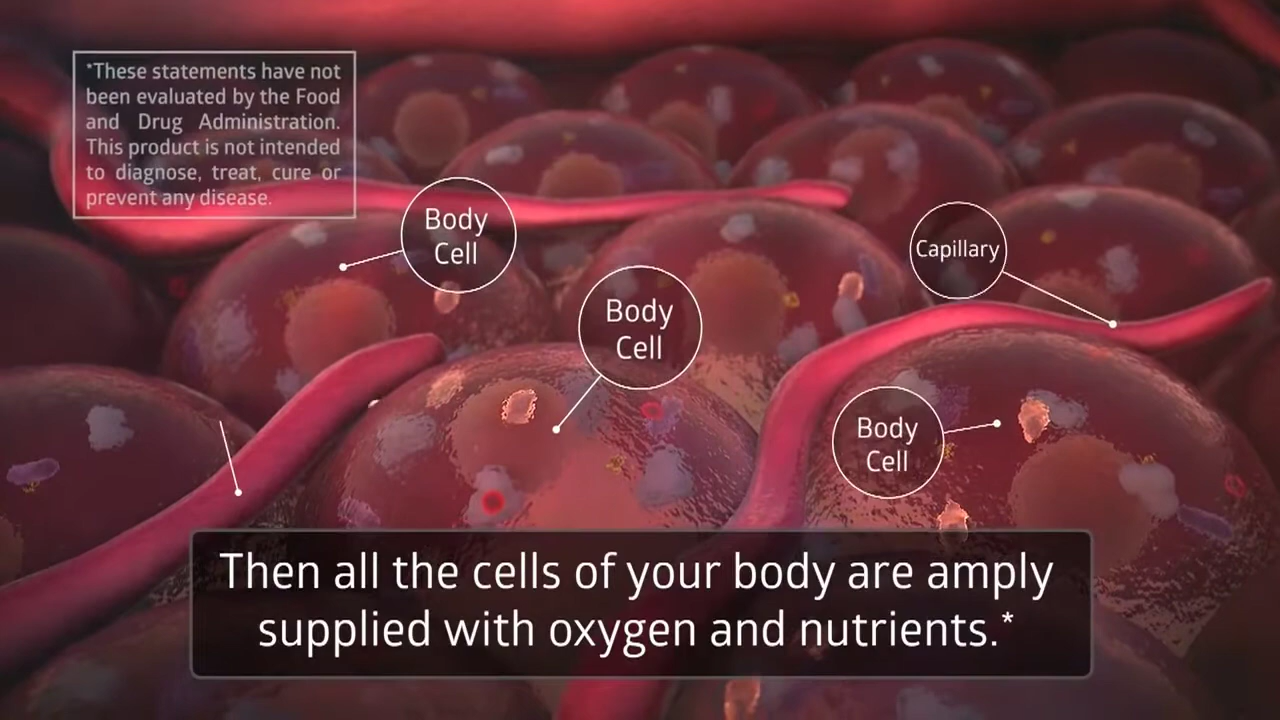 *These statements have not
been evaluated by the Food
and Drug Administration.
This product is not intended
to diagnose, treat, cure or
prevent any disease.
Body
Cell
Capillary
Body
Cell
Body
Cell
Then all the cells of your body are amply
supplied with oxygen and nutrients.*